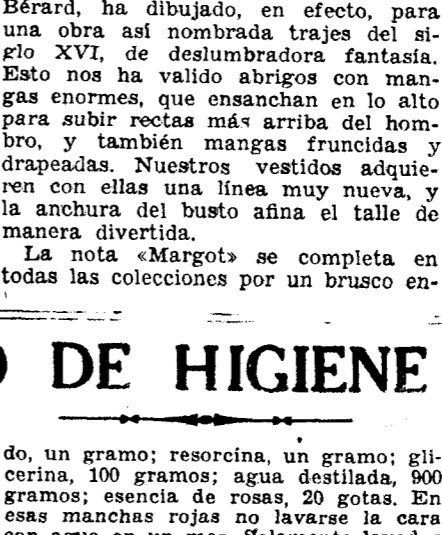 Bérard, ha dibujado, en efecto, para
una obra así nombrada trajes del si-
glo XVI, de deslumbradora fantasía.
Esto nos ha valido abrigos con man-
gas enormes, que ensanchan en lo alto
para subir rectas más arriba del hom-
bro, y también mangas fruncidas y
drapeadas. Nuestros vestidos adquie-
ren con ellas una línea muy nueva, y
la anchura del busto afina el talle de
manera divertida.
La nota «Margot» se completa en
todas las colecciones por un brusco en-
DE HIGIENE
do, un gramo; resorcina, un gramo; gli-
cerina, 100 gramos; agua destilada, 900
gramos; esencia de rosas, 20 gotas. En
esas manchas rojas no lavarse la cara